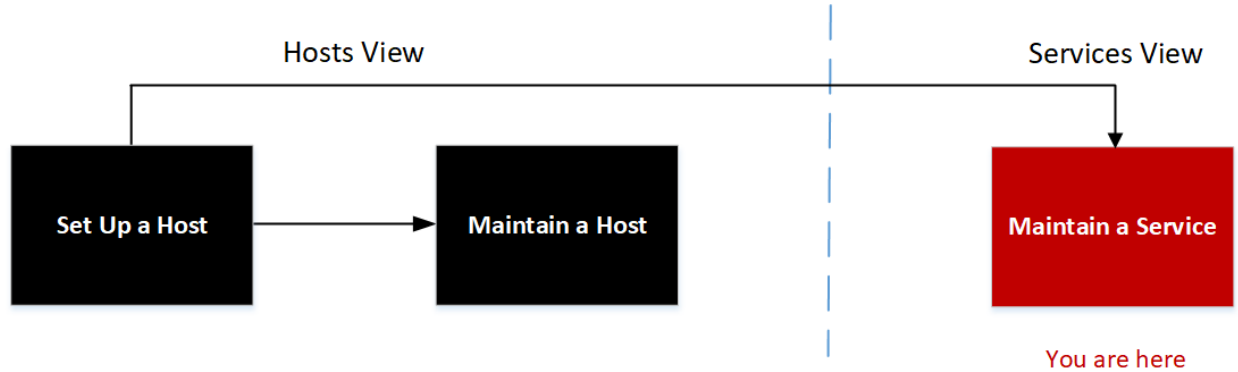 Hosts View
Services View
Set Up a Host
Maintain a Host
Maintain a Service
You are here